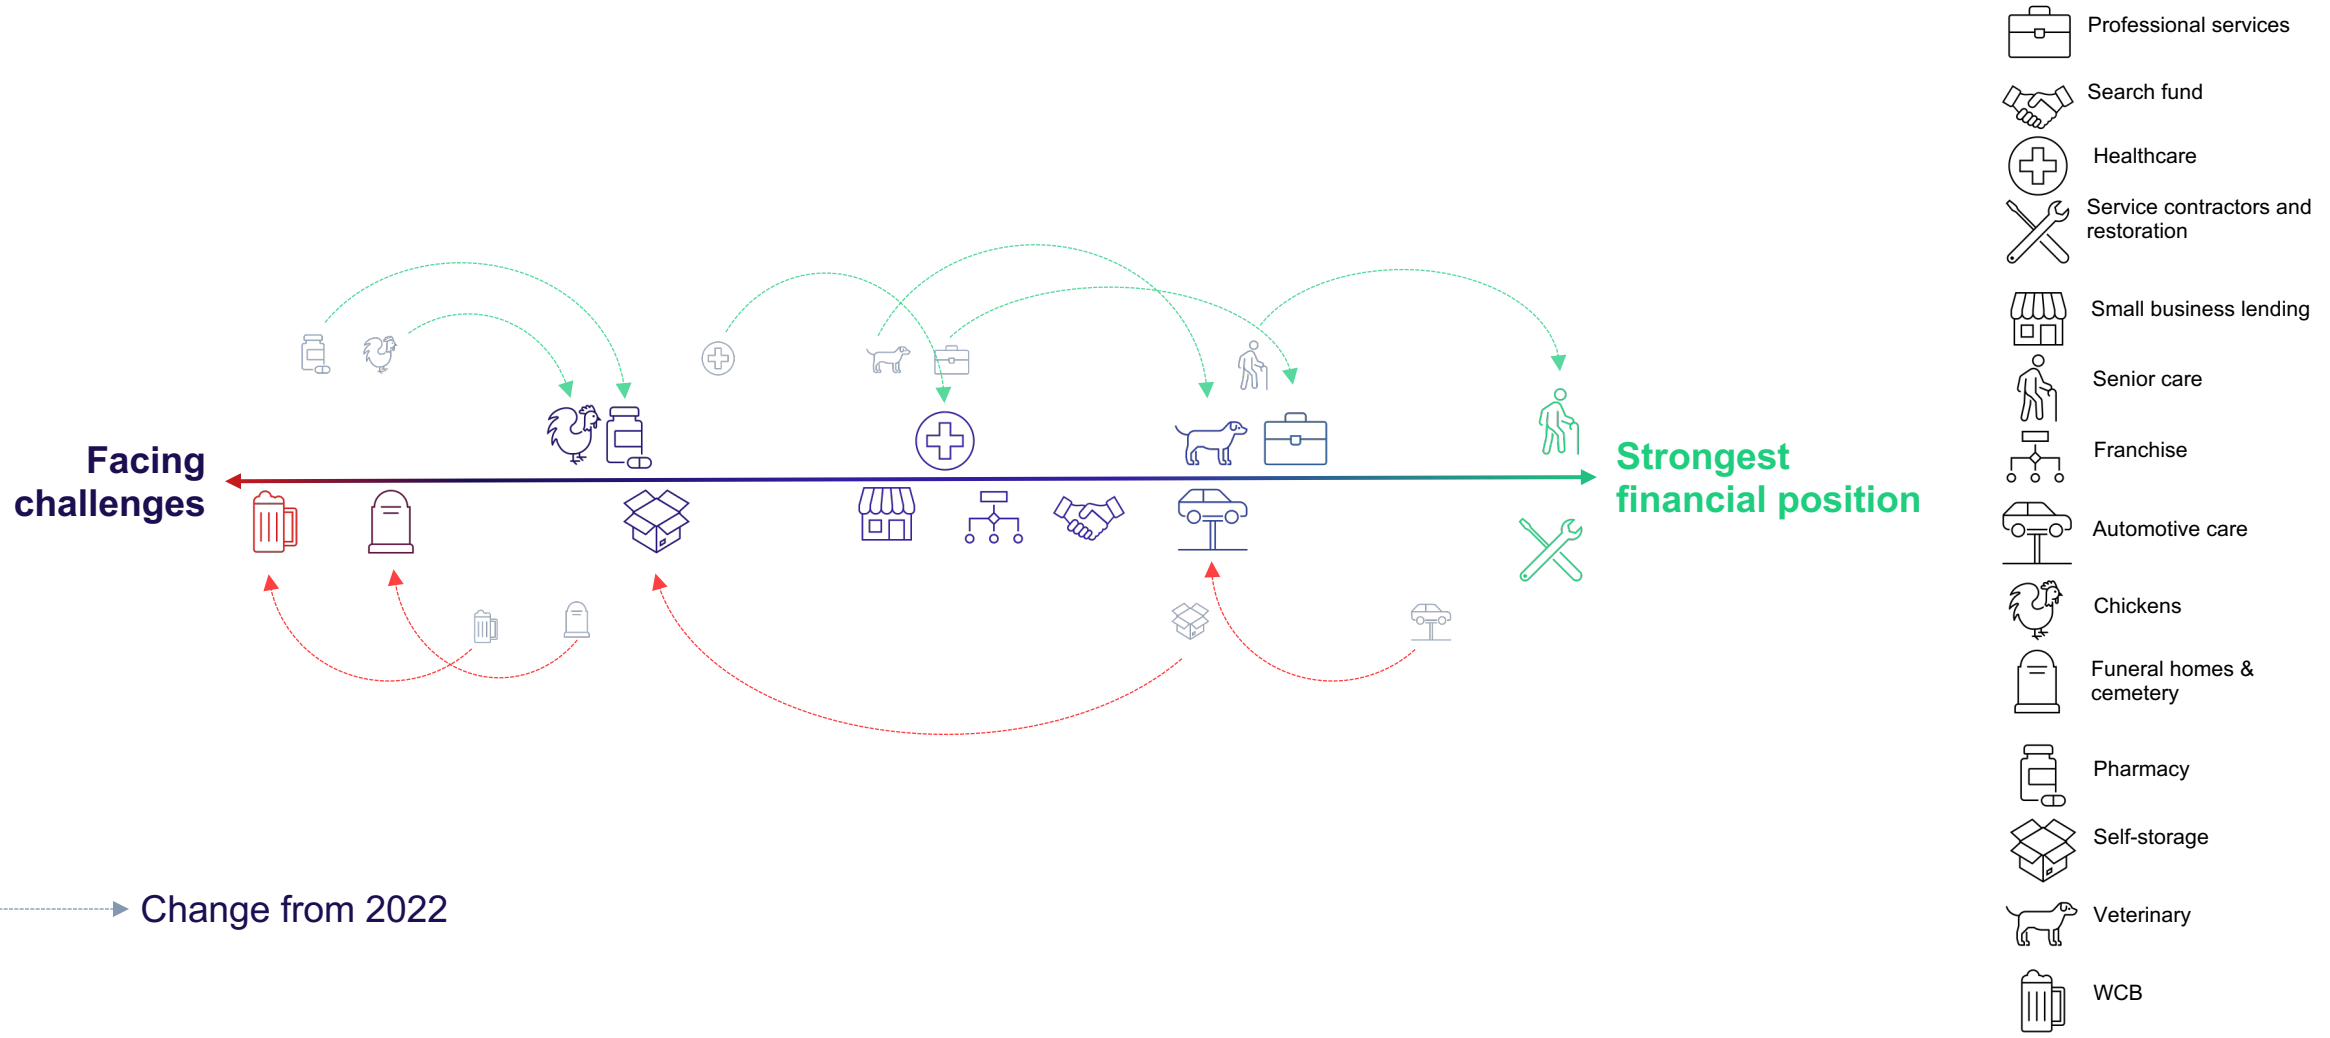 Professional services
Search fund
Healthcare
Service contractors and
restoration
Small business lending
Senior care
Franchise
Automotive care
Chickens
Funeral homes &
cemetery
Pharmacy
Self-storage
Veterinary
WCB
Facing
challenges
Strongest
financial position
Change from 2022